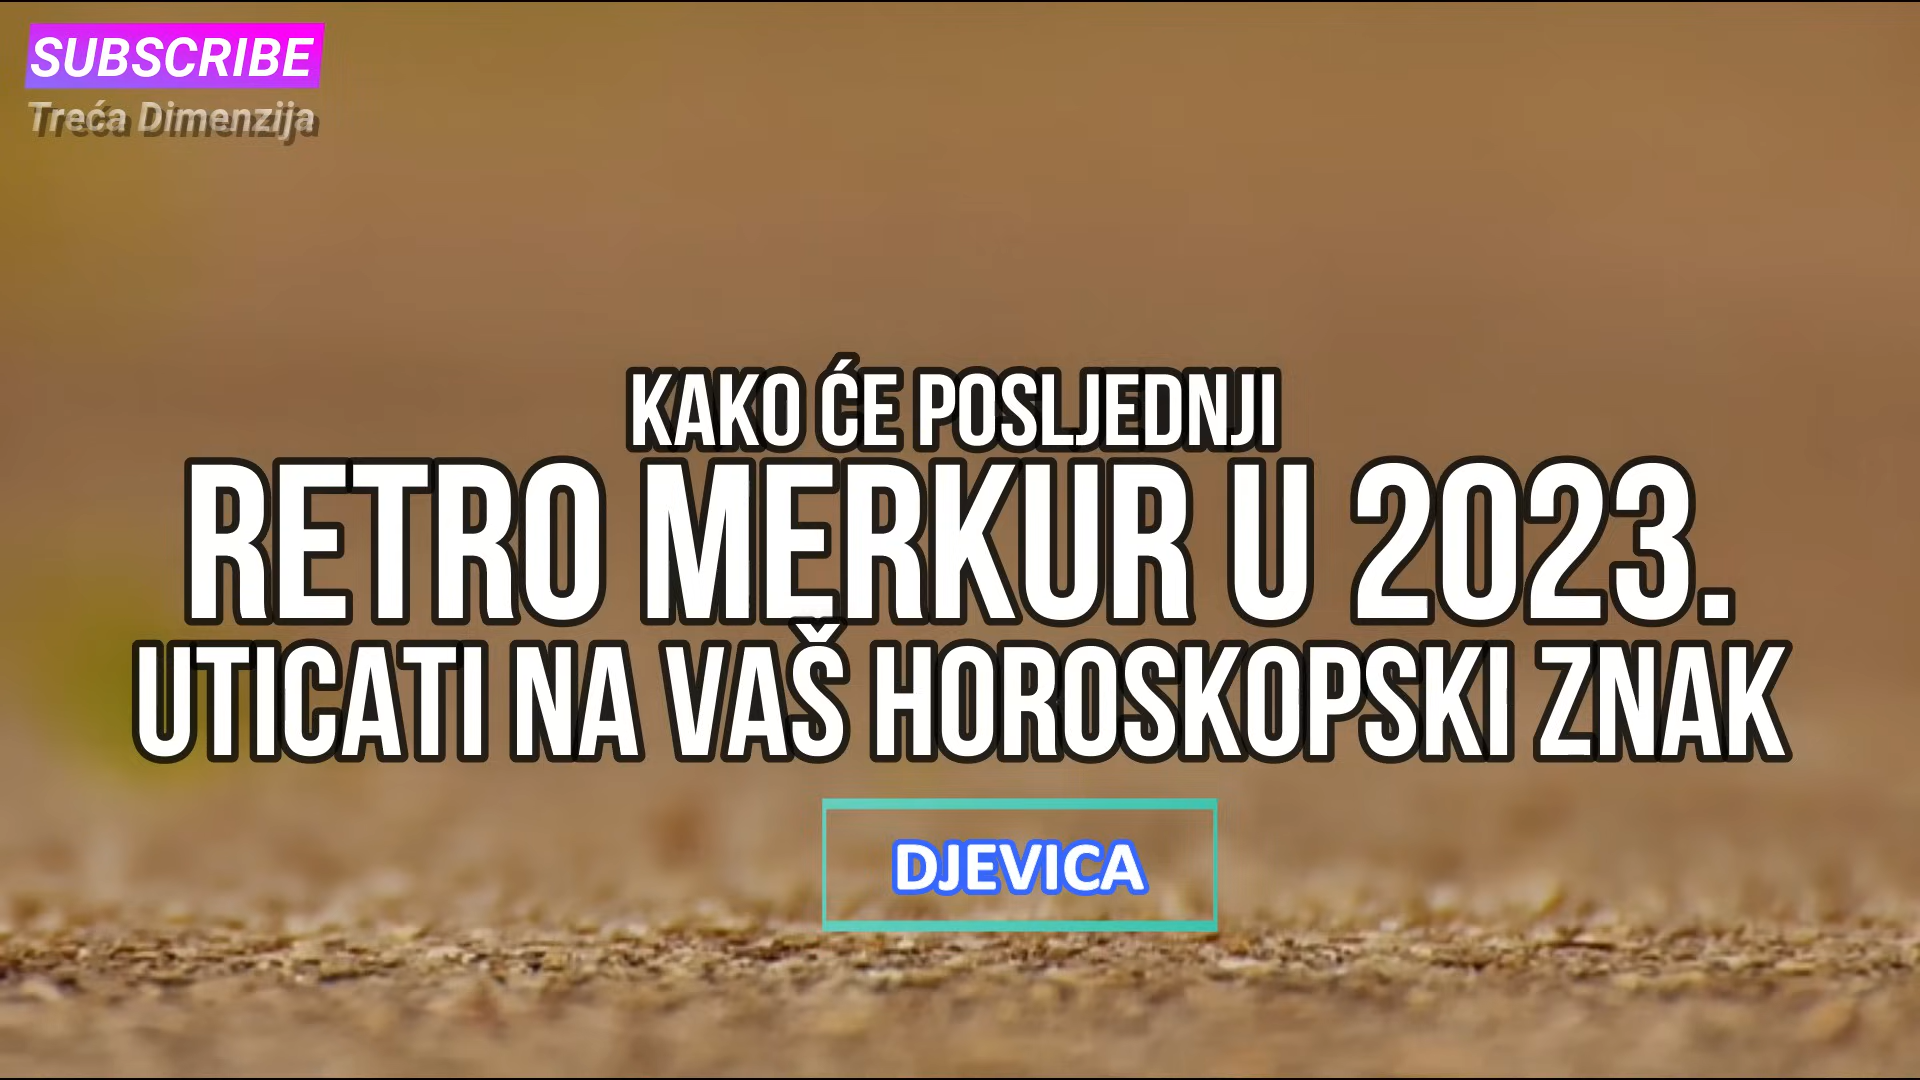 SUBSCRIBE
Treća Dimenzija
KAKO ĆE POSLJEDNJI
RETRO MERKUR U 2023.
UTICATI NA VAŠ HOROSKOPSKI ZNAK
DJEVICA